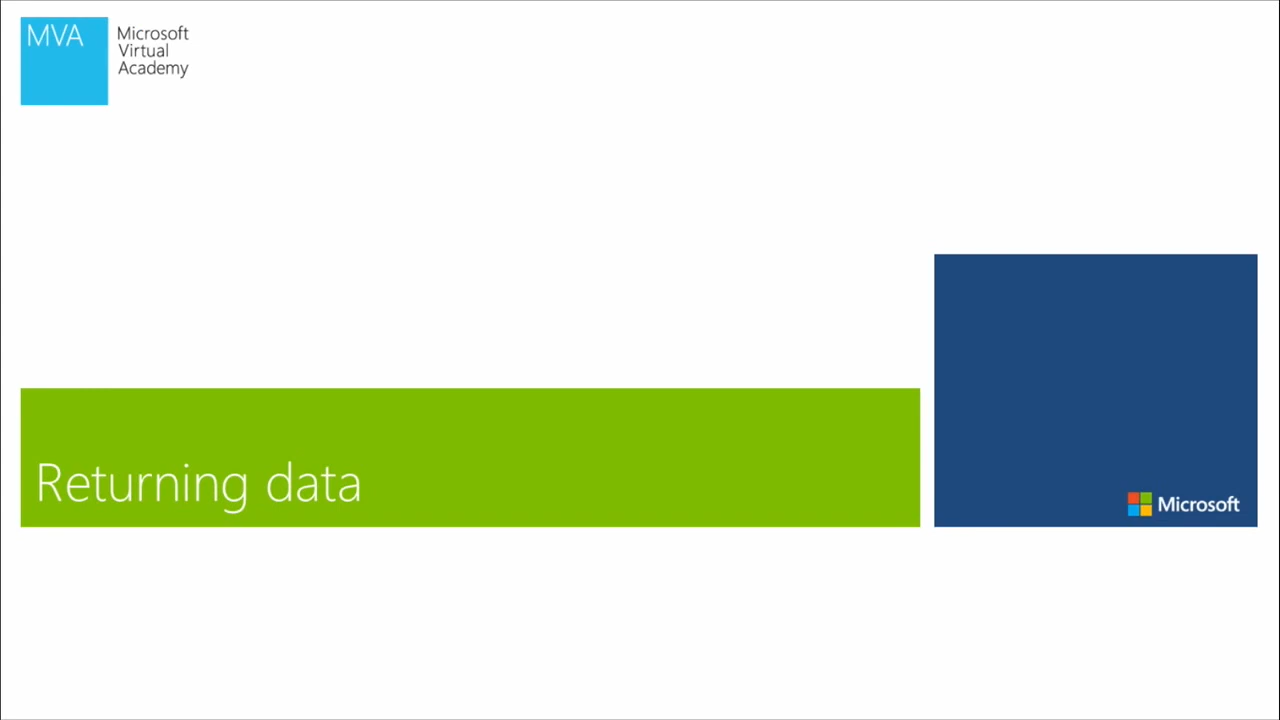 MVA
Microsoft
Virtual
Academy
Returning data
Microsoft